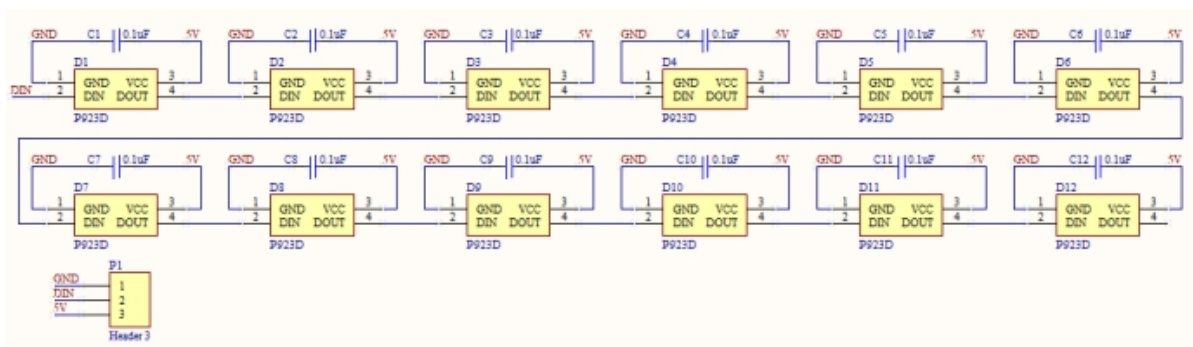 GND C1 0.1uF 5V GND C2 0.1uF 5V GND C3 0.1uF 5V GND C4 0.1uF 5V GND C5 0.1uF 5V GND C6 0.1uF 5V
D1 D2 D3 D4 D5 D6
1 GND VCC 3 1 GND VCC 3 1 GND VCC 3 1 GND VCC 3 1 GND VCC 3 1 GND VCC 3
DIN 2 DIN DOUT 4 2 DIN DOUT 4 2 DIN DOUT 4 2 DIN DOUT 4 2 DIN DOUT 4 2 DIN DOUT 4
P923D P923D P923D P923D P923D P923D
GND C7 0.1uF 5V GND C8 0.1uF 5V GND C9 0.1uF 5V GND C10 0.1uF 5V GND C11 0.1uF 5V GND C12 0.1uF 5V
D7 D8 D9 D10 D11 D12
1 GND VCC 3 1 GND VCC 3 1 GND VCC 3 1 GND VCC 3 1 GND VCC 3 1 GND VCC 3
2 DIN DOUT 4 2 DIN DOUT 4 2 DIN DOUT 4 2 DIN DOUT 4 2 DIN DOUT 4 2 DIN DOUT 4
P923D P923D P923D P923D P923D P923D
P1
GND 1
DIN 2
5V 3
Header 3